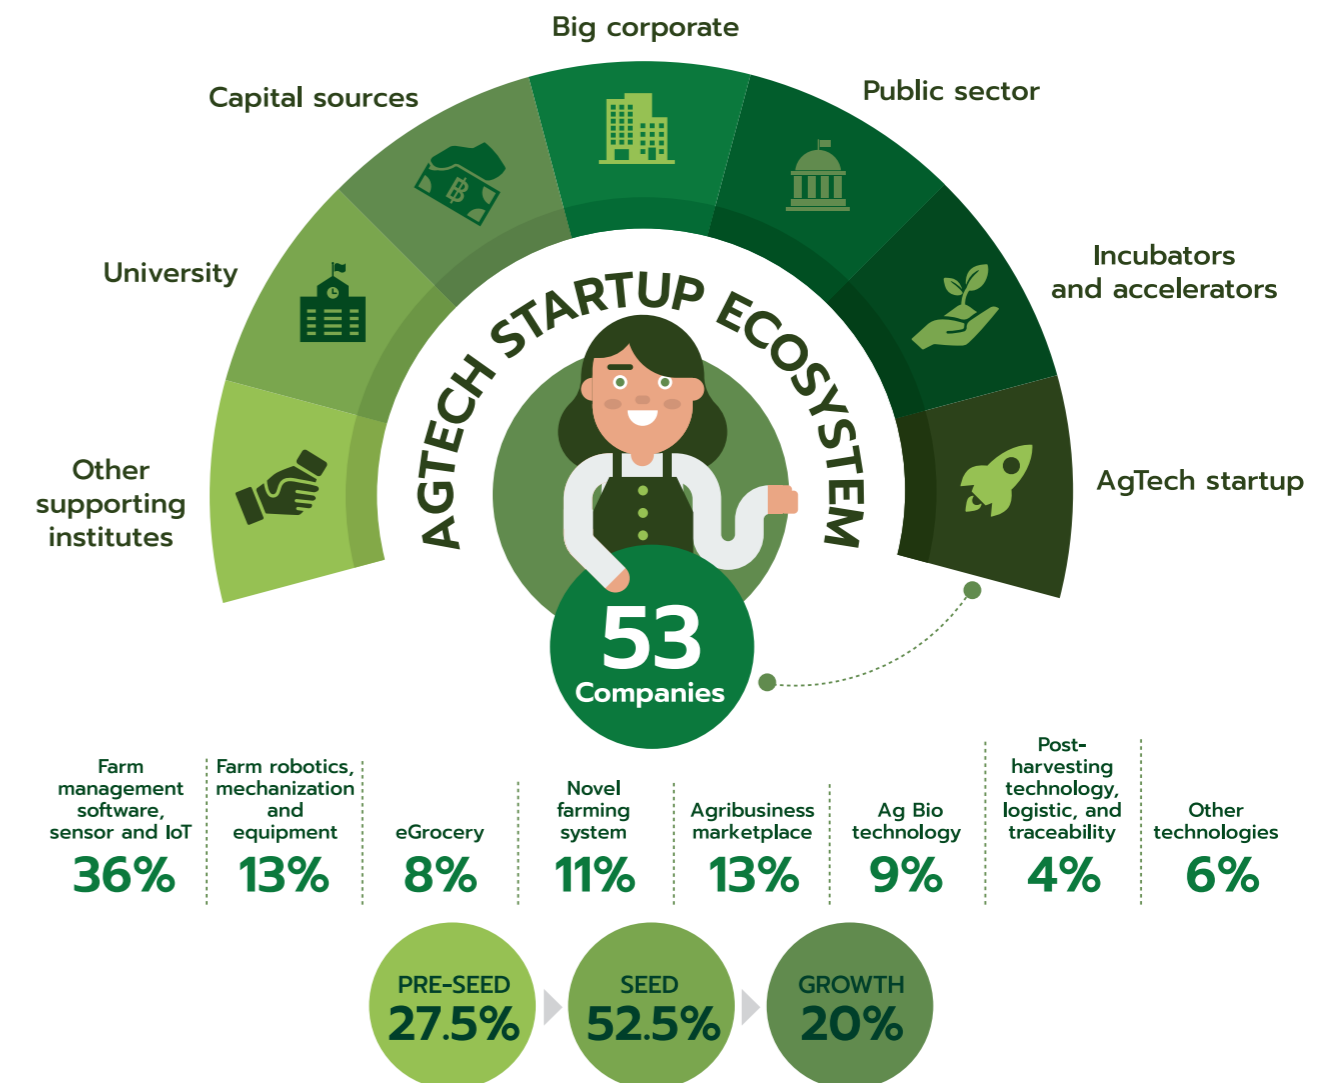 Big corporate
Capital sources
Public sector
University
Incubators
and accelerators
Other
supporting
institutes
AgTech startup
AGTECH STARTUP ECOSYSTEM
฿
53
Companies
Farm
management
software,
sensor and IoT
36%
Farm robotics,
mechanization
and
equipment
13%
eGrocery
8%
Novel
farming
system
11%
Agribusiness
marketplace
13%
Ag Bio
technology
9%
Post-
harvesting
technology,
logistic, and
traceability
4%
Other
technologies
6%
PRE-SEED
27.5%
SEED
52.5%
GROWTH
20%